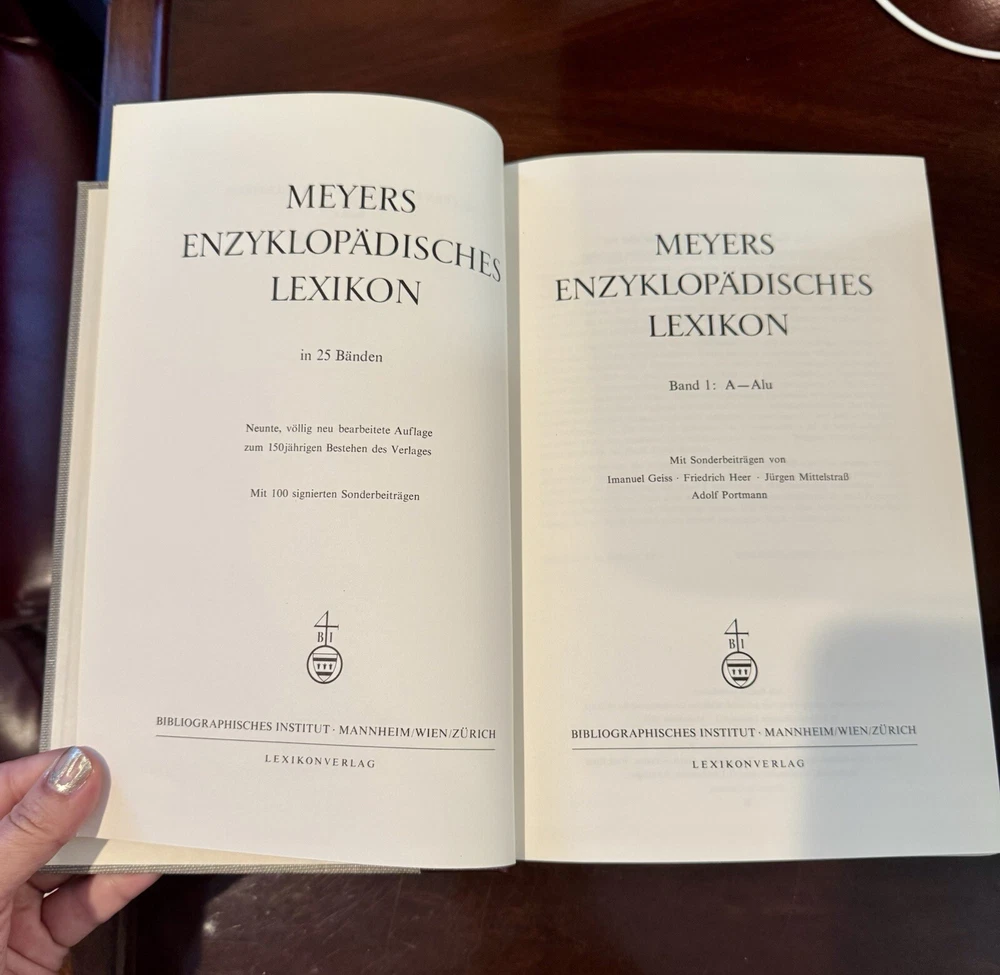 MEYERS
ENZYKLOPÄDISCHES
LEXIKON
in 25 Bänden
Neunte, völlig neu bearbeitete Auflage
zum 150jährigen Bestehen des Verlages
Mit 100 signierten Sonderbeiträgen
B I
BIBLIOGRAPHISCHES INSTITUT · MANNHEIM/WIEN/ZÜRICH
LEXIKONVERLAG
MEYERS
ENZYKLOPÄDISCHES
LEXIKON
Band 1: A—Alu
Mit Sonderbeiträgen von
Imanuel Geiss · Friedrich Heer · Jürgen Mittelstraß
Adolf Portmann
B I
BIBLIOGRAPHISCHES INSTITUT · MANNHEIM/WIEN/ZÜRICH
LEXIKONVERLAG